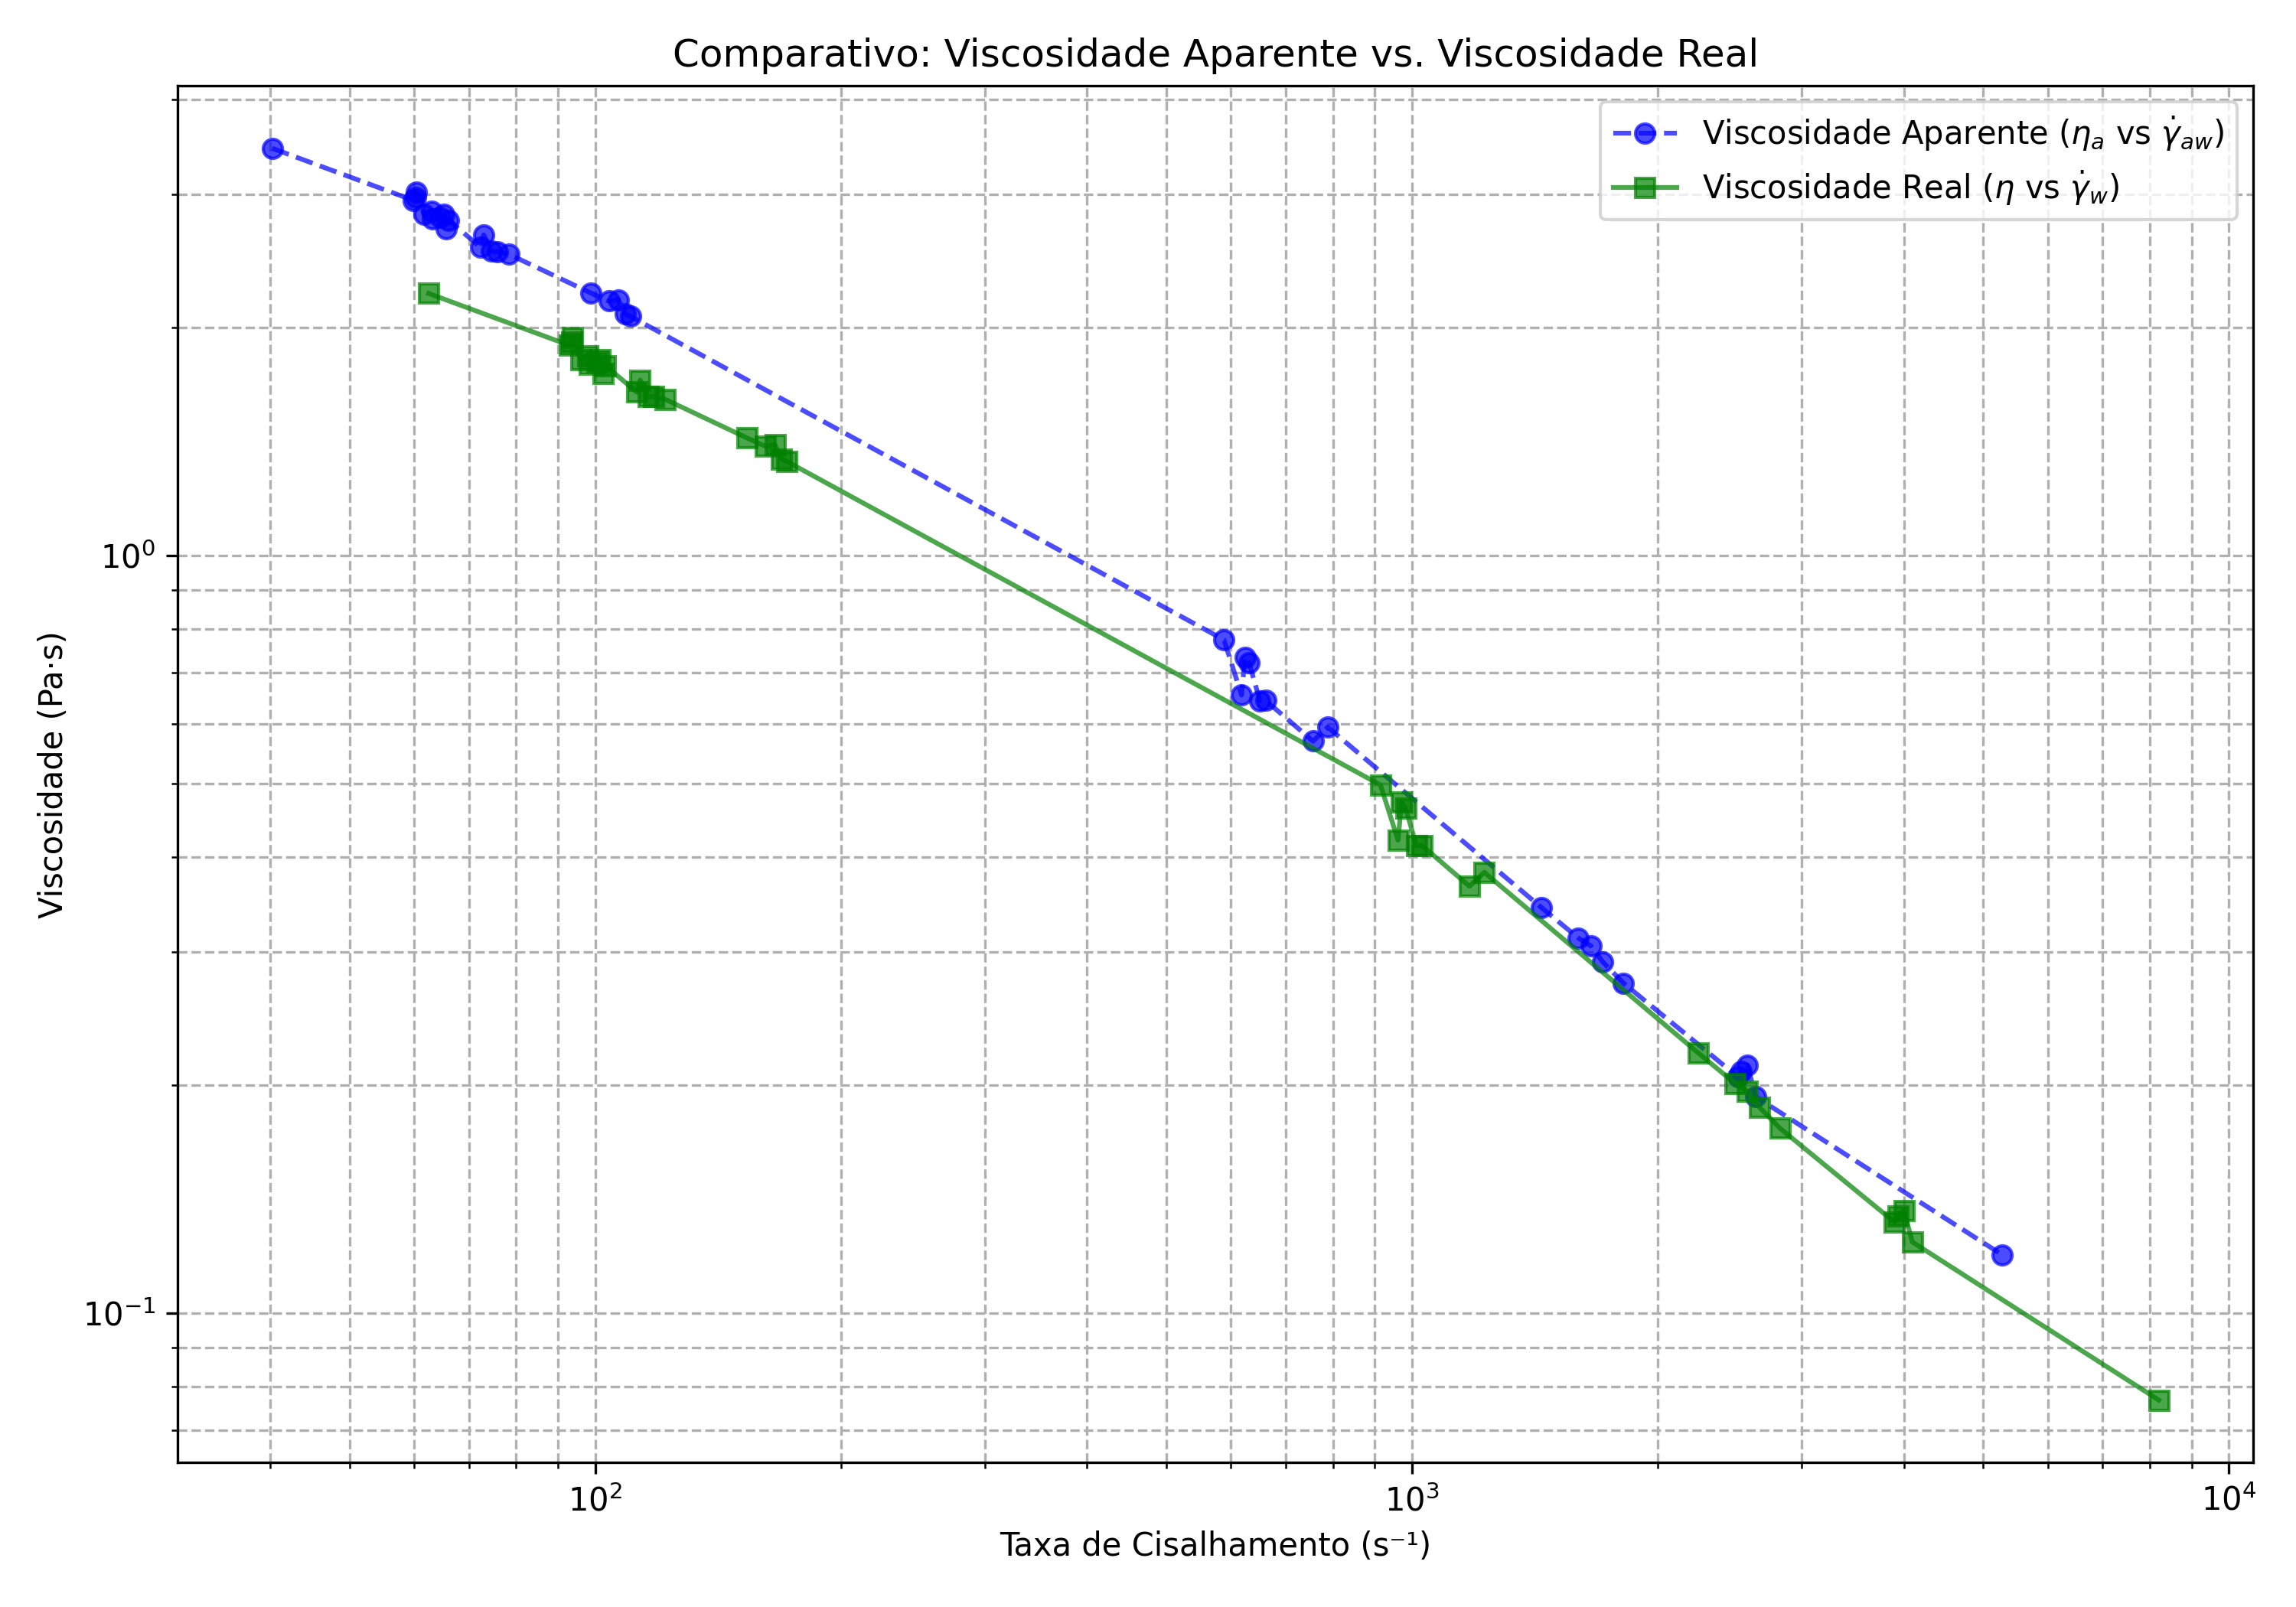 Comparativo: Viscosidade Aparente vs. Viscosidade Real
Viscosidade Aparente (ηₐ vs γ̇ₐw)
Viscosidade Real (η vs γ̇w)
Viscosidade (Pa·s)
10⁰
10⁻¹
10²
10³
10⁴
Taxa de Cisalhamento (s⁻¹)